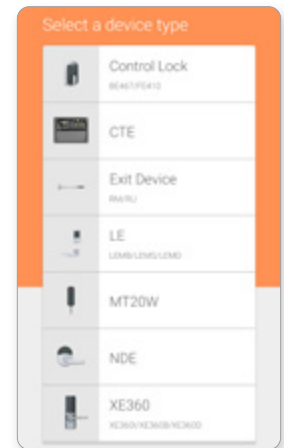 Select a device type
Control Lock
BE467/FE410
CTE
Exit Device
RM/RU
LE
LEMB/LEMS/LEMD
MT20W
NDE
XE360
XE360/XE360B/XE360D